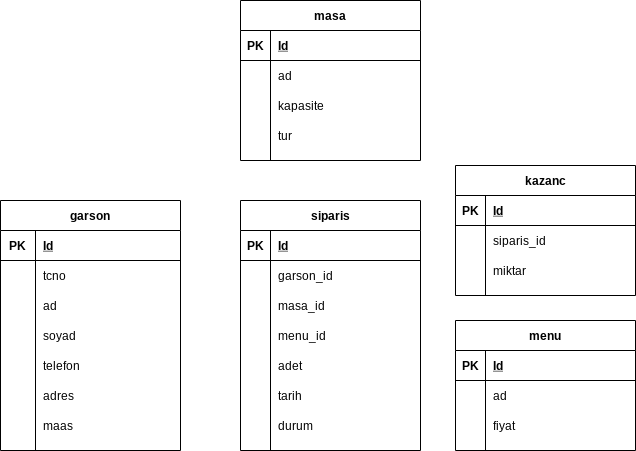 masa
PK Id
ad
kapasite
tur
garson
PK Id
tcno
ad
soyad
telefon
adres
maas
siparis
PK Id
garson_id
masa_id
menu_id
adet
tarih
durum
kazanc
PK Id
siparis_id
miktar
menu
PK Id
ad
fiyat